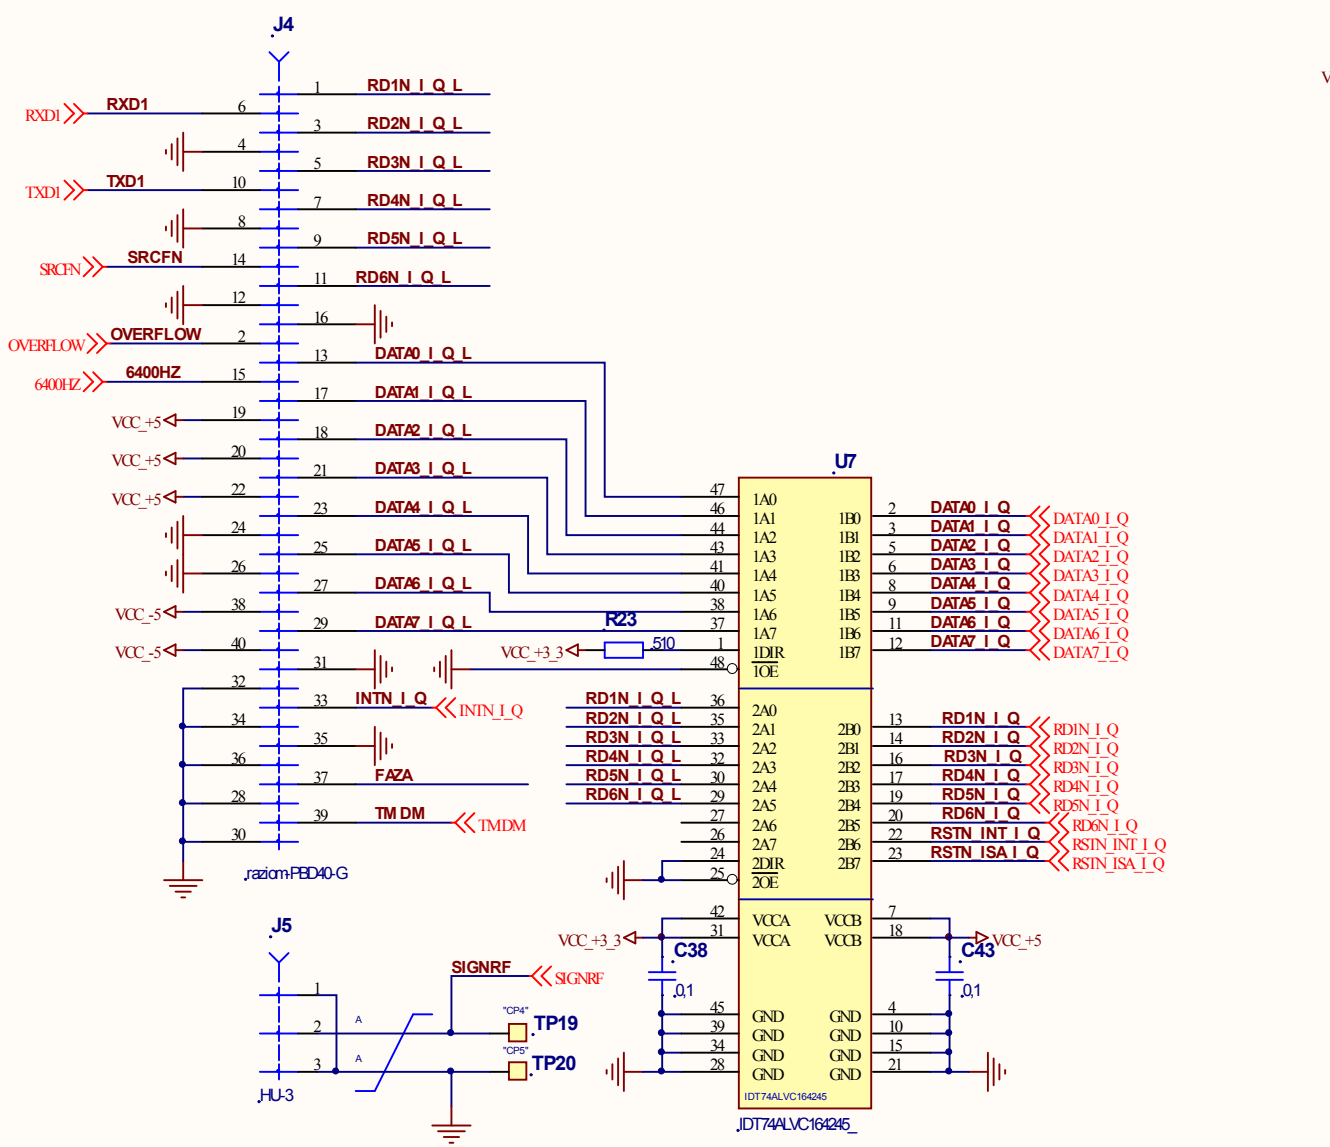 J4
V
1 RD1N_I_Q_L
RXD1 RXD1 6
3 RD2N_I_Q_L
4
5 RD3N_I_Q_L
TXD1 TXD1 10
7 RD4N_I_Q_L
8
9 RD5N_I_Q_L
SRCFN SRCFN 14
11 RD6N_I_Q_L
12
16
OVERFLOW OVERFLOW 2
13 DATA0_I_Q_L
6400HZ 6400HZ 15
17 DATA1_I_Q_L
VCC_+5 19
18 DATA2_I_Q_L
VCC_+5 20
21 DATA3_I_Q_L
VCC_+5 22
23 DATA4_I_Q_L
24
25 DATA5_I_Q_L
26
27 DATA6_I_Q_L
VCC_-5 38
29 DATA7_I_Q_L
VCC_-5 40
31
32
33 INTN_I_Q INTN_I_Q
34
35
36
37 FAZA
28
39 TMDM TMDM
30
.raziom-PBD40-G
U7
47 1A0
46 1A1 1B0 2 DATA0_I_Q DATA0_I_Q
44 1A2 1B1 3 DATA1_I_Q DATA1_I_Q
43 1A3 1B2 5 DATA2_I_Q DATA2_I_Q
41 1A4 1B3 6 DATA3_I_Q DATA3_I_Q
40 1A5 1B4 8 DATA4_I_Q DATA4_I_Q
38 1A6 1B5 9 DATA5_I_Q DATA5_I_Q
37 1A7 1B6 11 DATA6_I_Q DATA6_I_Q
R23
VCC_+3_3 .510 1 1DIR 1B7 12 DATA7_I_Q DATA7_I_Q
48 1OE
RD1N_I_Q_L 36 2A0
RD2N_I_Q_L 35 2A1 2B0 13 RD1N_I_Q RD1N_I_Q
RD3N_I_Q_L 33 2A2 2B1 14 RD2N_I_Q RD2N_I_Q
RD4N_I_Q_L 32 2A3 2B2 16 RD3N_I_Q RD3N_I_Q
RD5N_I_Q_L 30 2A4 2B3 17 RD4N_I_Q RD4N_I_Q
RD6N_I_Q_L 29 2A5 2B4 19 RD5N_I_Q RD5N_I_Q
27 2A6 2B5 20 RD6N_I_Q RD6N_I_Q
26 2A7 2B6 22 RSTN_INT_I_Q RSTN_INT_I_Q
24 2DIR 2B7 23 RSTN_ISA_I_Q RSTN_ISA_I_Q
25 2OE
42 VCCA VCCB 7
VCC_+3_3 31 VCCA VCCB 18 VCC_+5
C38 C43
.0,1 .0,1
45 GND GND 4
39 GND GND 10
34 GND GND 15
28 GND GND 21
IDT74ALVC164245
.IDT74ALVC164245_
J5
SIGNRF SIGNRF
1
2 A "CP4" TP19
3 A "CP5" TP20
.HU-3